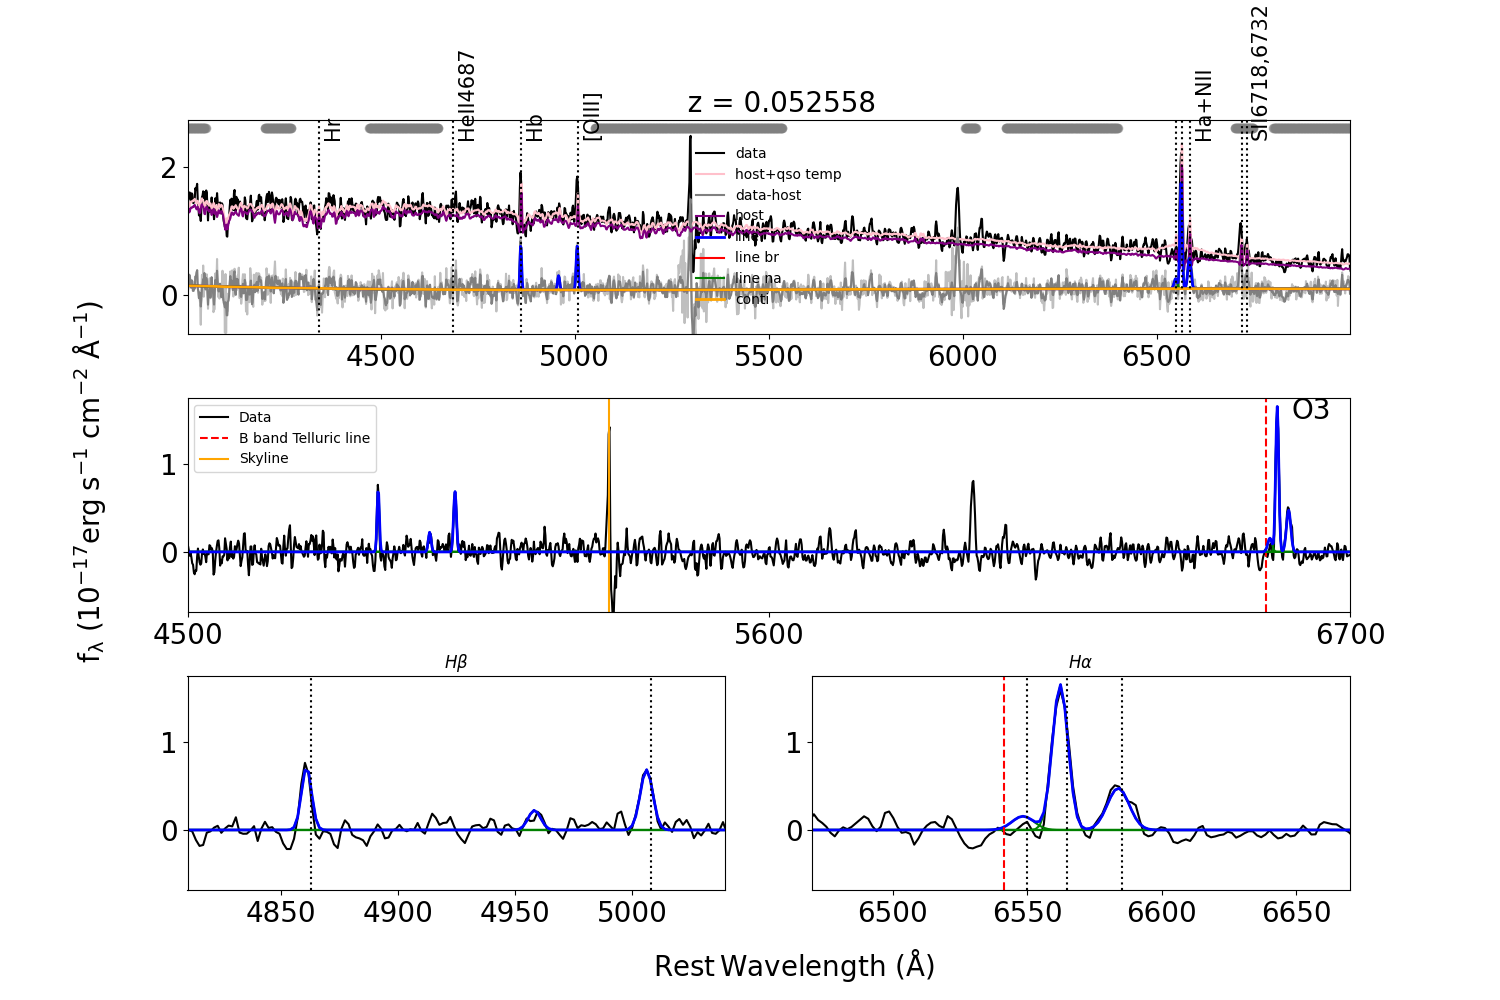 z = 0.052558
Hr
HeII4687
Hb
[OIII]
Ha+NII
SII6718,6732
data
host+qso temp
data-host
host
line
line br
line na
conti
2
0
4500
5000
5500
6000
6500
f_λ (10⁻¹⁷erg s⁻¹ cm⁻² Å⁻¹)
Data
B band Telluric line
Skyline
O3
1
0
4500
5600
6700
Hβ
1
0
4850
4900
4950
5000
Hα
1
0
6500
6550
6600
6650
Rest Wavelength (Å)